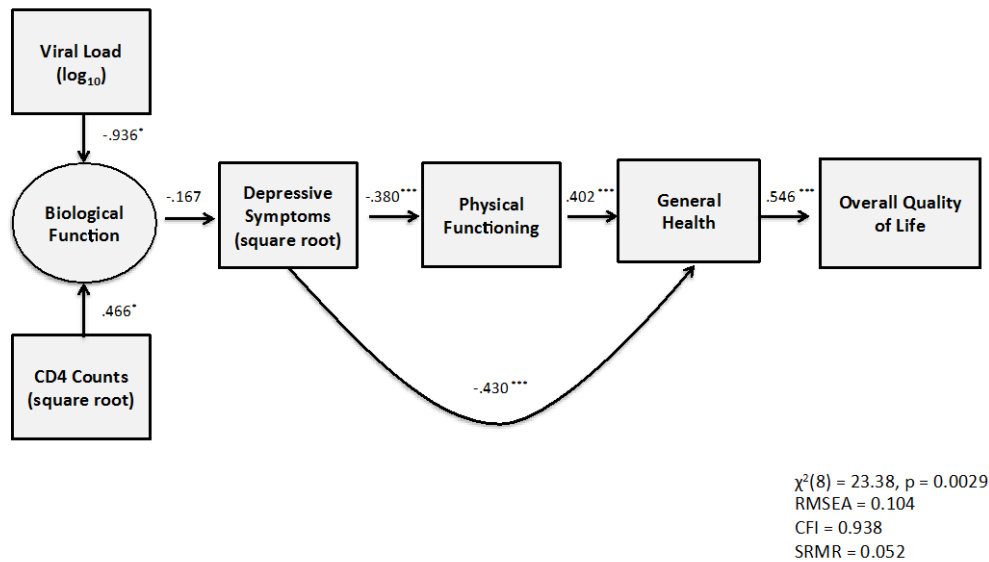 Viral Load
(log₁₀)
-.936*
Biological
Function
-.167
Depressive
Symptoms
(square root)
-.380***
Physical
Functioning
.402***
General
Health
.546***
Overall Quality
of Life
.466*
CD4 Counts
(square root)
-.430***
χ²(8) = 23.38, p = 0.0029
RMSEA = 0.104
CFI = 0.938
SRMR = 0.052